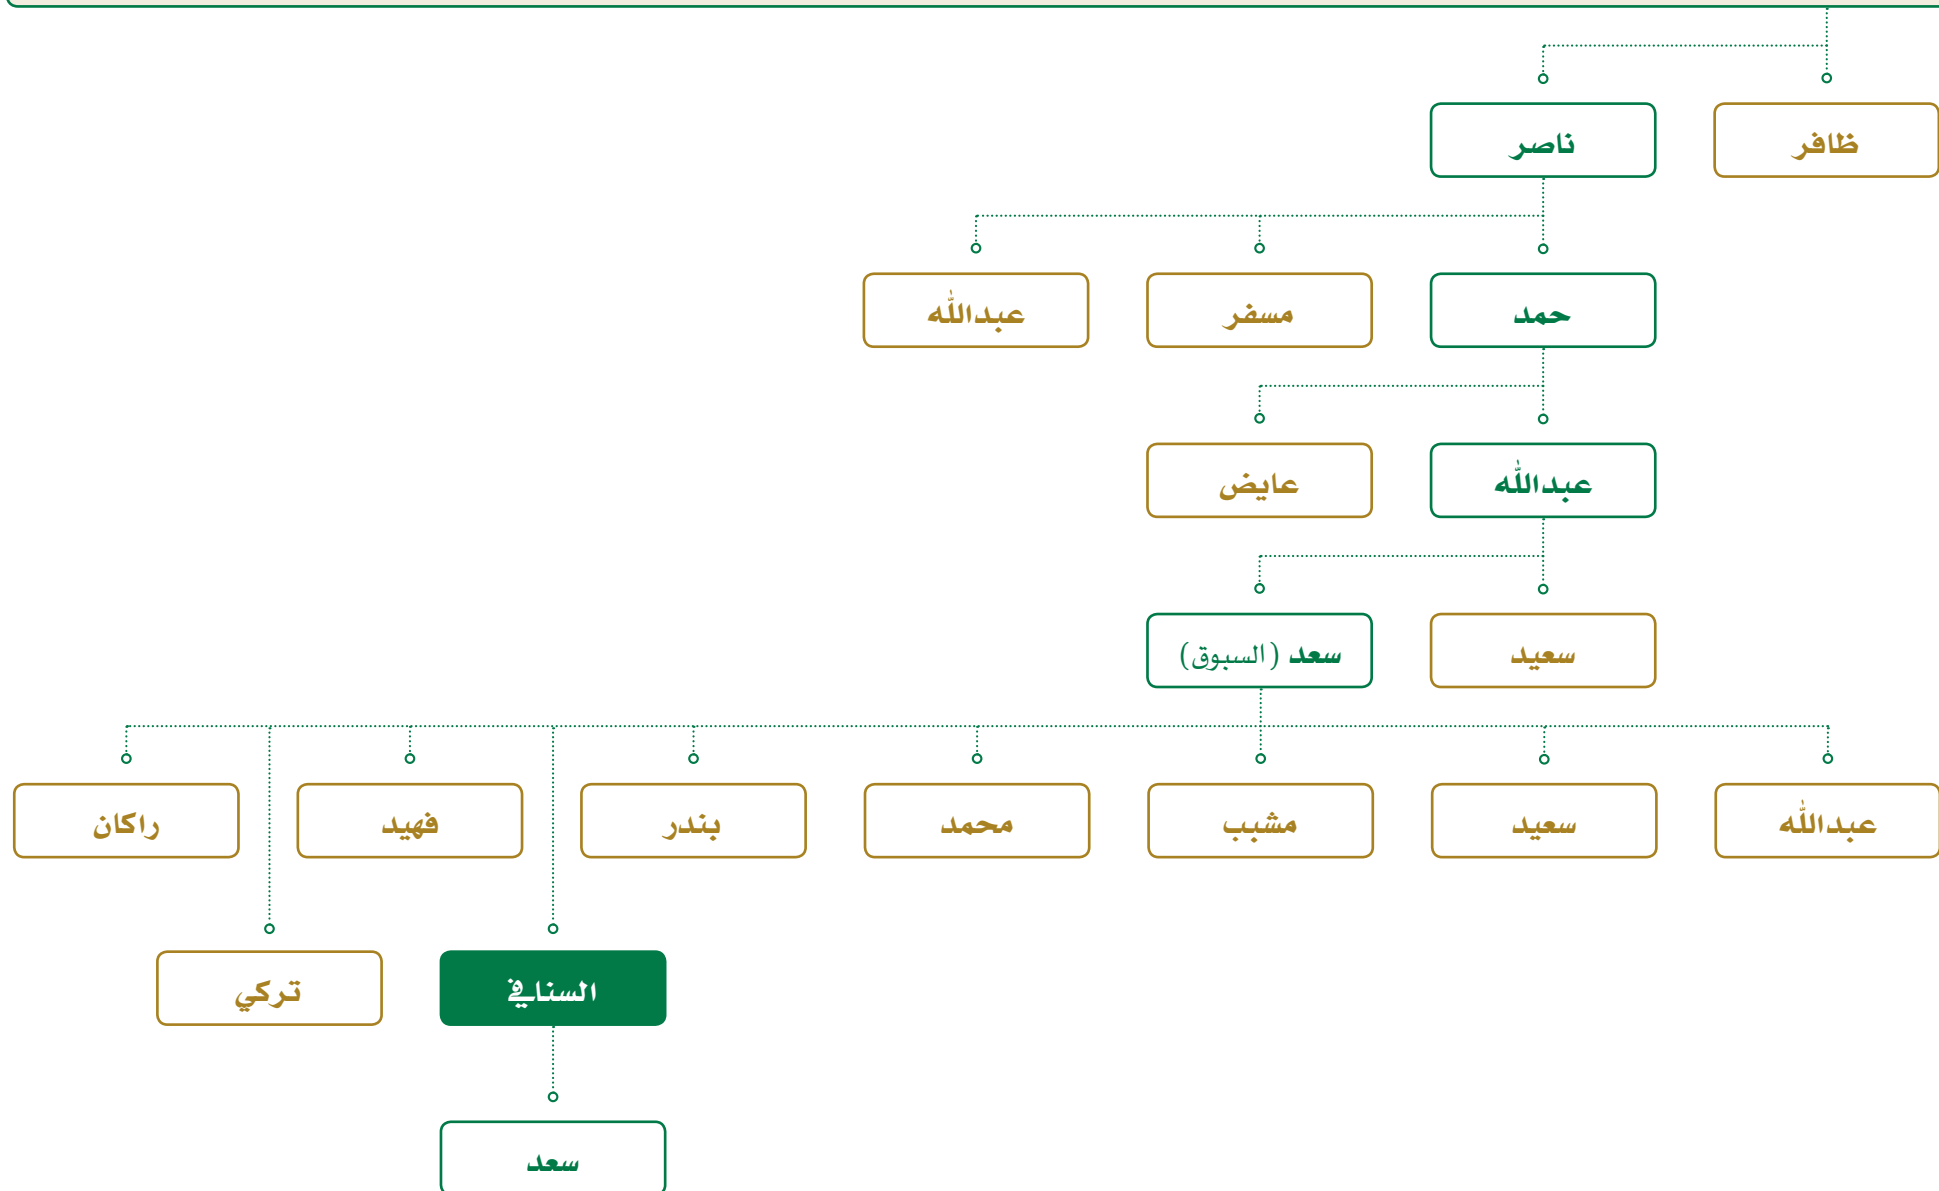 ظافر
ناصر
حمد
مسفر
عبدالله
عبدالله
عايض
سعيد
سعد (السبوق)
عبدالله
سعيد
مشبب
محمد
بندر
فهيد
راكان
السنافي
تركي
سعد